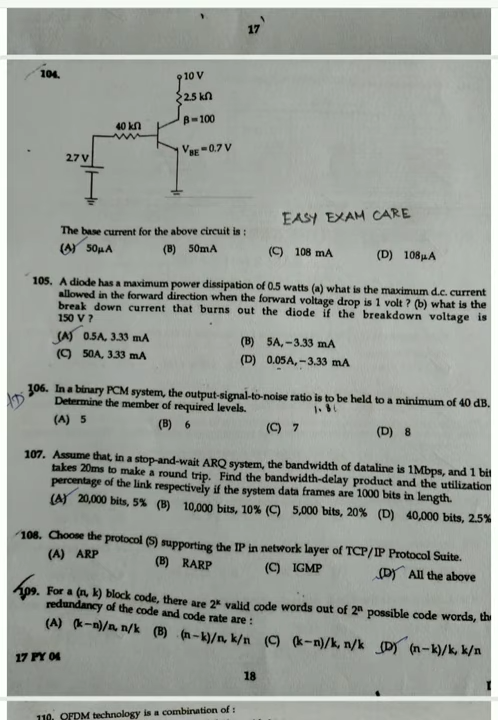 17
104.
10 V
2.5 kΩ
β=100
40 kΩ
VBE=0.7 V
2.7 V
EASY EXAM CARE
The base current for the above circuit is :
(A) 50μA (B) 50mA (C) 108 mA (D) 108μA
105. A diode has a maximum power dissipation of 0.5 watts (a) what is the maximum d.c. current
allowed in the forward direction when the forward voltage drop is 1 volt ? (b) what is the
break down current that burns out the diode if the breakdown voltage is
150 V ?
(A) 0.5A, 3.33 mA (B) 5A,-3.33 mA
(C) 50A, 3.33 mA (D) 0.05A,-3.33 mA
106. In a binary PCM system, the output-signal-to-noise ratio is to be held to a minimum of 40 dB.
Determine the member of required levels.
(A) 5 (B) 6 (C) 7 (D) 8
107. Assume that, in a stop-and-wait ARQ system, the bandwidth of dataline is 1Mbps, and 1 bit
takes 20ms to make a round trip. Find the bandwidth-delay product and the utilization
percentage of the link respectively if the system data frames are 1000 bits in length.
(A) 20,000 bits, 5% (B) 10,000 bits, 10% (C) 5,000 bits, 20% (D) 40,000 bits, 2.5%
108. Choose the protocol (S) supporting the IP in network layer of TCP/IP Protocol Suite.
(A) ARP (B) RARP (C) IGMP (D) All the above
109. For a (n, k) block code, there are 2ᵏ valid code words out of 2ⁿ possible code words, the
redundancy of the code and code rate are :
(A) (k-n)/n, n/k (B) (n-k)/n, k/n (C) (k-n)/k, n/k (D) (n-k)/k, k/n
17 PY 04
18
110. OFDM technology is a combination of :